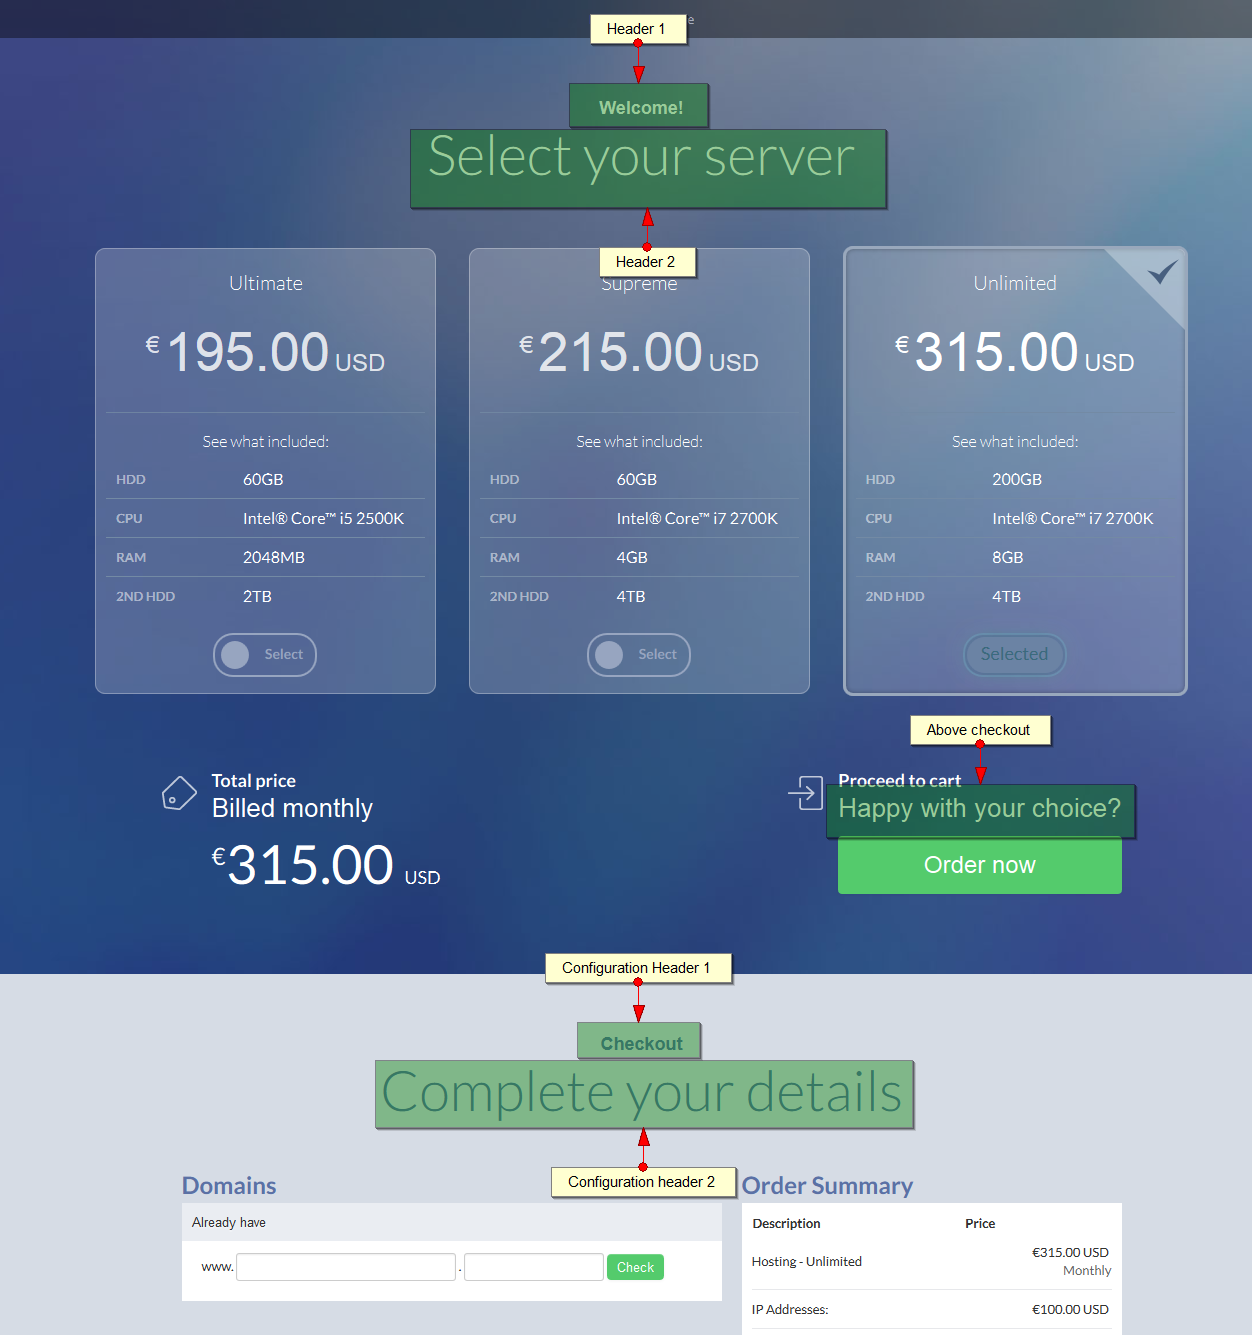 Header 1
e
Welcome!
Select your server
Header 2
Ultimate
€195.00 USD
See what included:
HDD 60GB
CPU Intel® Core™ i5 2500K
RAM 2048MB
2ND HDD 2TB
Select
Supreme
€215.00 USD
See what included:
HDD 60GB
CPU Intel® Core™ i7 2700K
RAM 4GB
2ND HDD 4TB
Select
Unlimited
€315.00 USD
See what included:
HDD 200GB
CPU Intel® Core™ i7 2700K
RAM 8GB
2ND HDD 4TB
Selected
Total price
Billed monthly
€315.00 USD
Above checkout
Proceed to cart
Happy with your choice?
Order now
Configuration Header 1
Checkout
Complete your details
Configuration header 2
Domains
Already have
www. . Check
Order Summary
Description Price
Hosting - Unlimited €315.00 USD
Monthly
IP Addresses: €100.00 USD